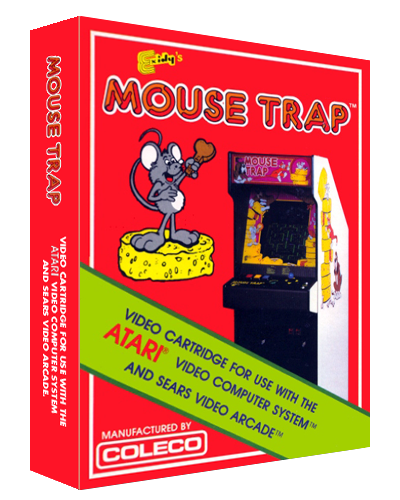 Exidy's
MOUSE TRAP™
MOUSE
TRAP
VIDEO CARTRIDGE FOR USE WITH THE
ATARI® VIDEO COMPUTER SYSTEM™
AND SEARS VIDEO ARCADE™
MANUFACTURED BY
COLECO
MOUSE TRAP
VIDEO CARTRIDGE FOR USE WITH THE
ATARI VIDEO COMPUTER SYSTEM
AND SEARS VIDEO ARCADE.